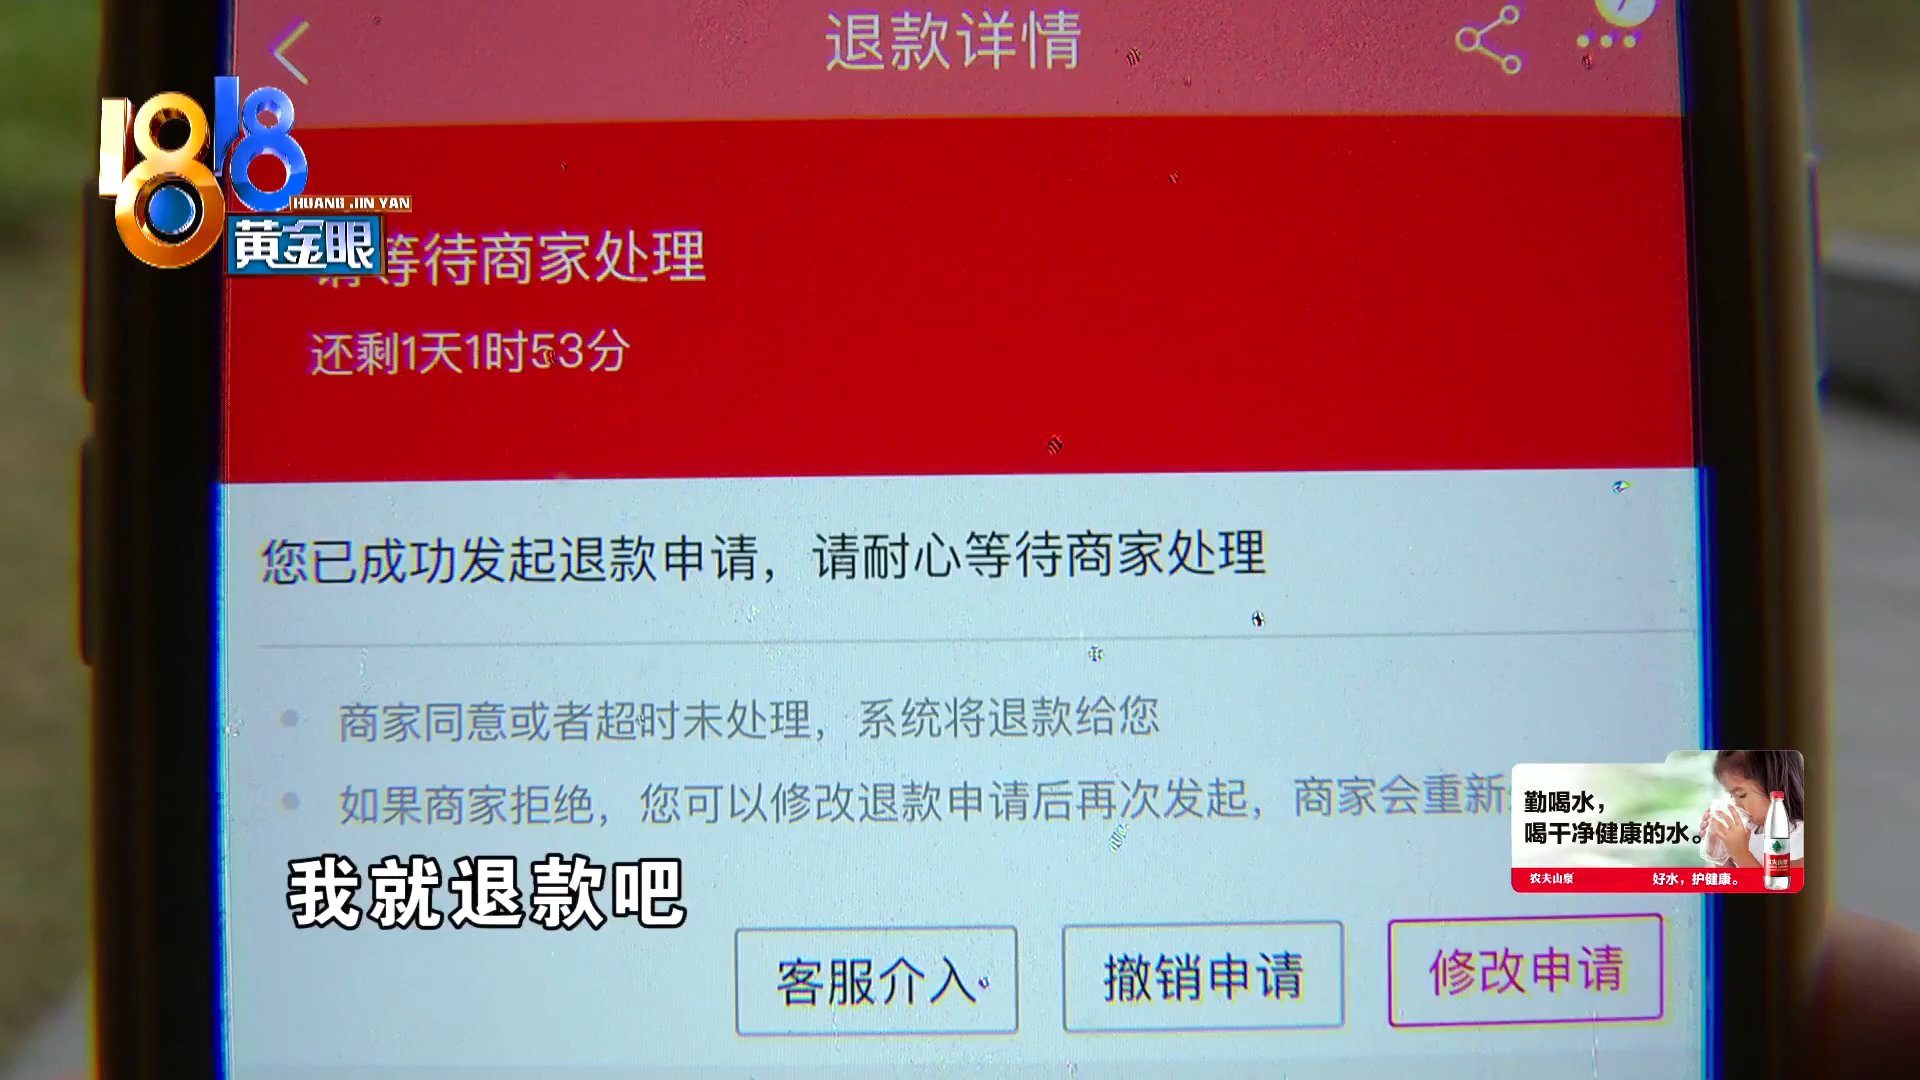 退款详情
1818
HUANG JIN YAN
黄金眼
请等待商家处理
还剩1天1时53分
您已成功发起退款申请，请耐心等待商家处理
商家同意或者超时未处理，系统将退款给您
如果商家拒绝，您可以修改退款申请后再次发起，商家会重新
勤喝水，
喝干净健康的水。
农夫山泉
好水，护健康。
我就退款吧
客服介入
撤销申请
修改申请